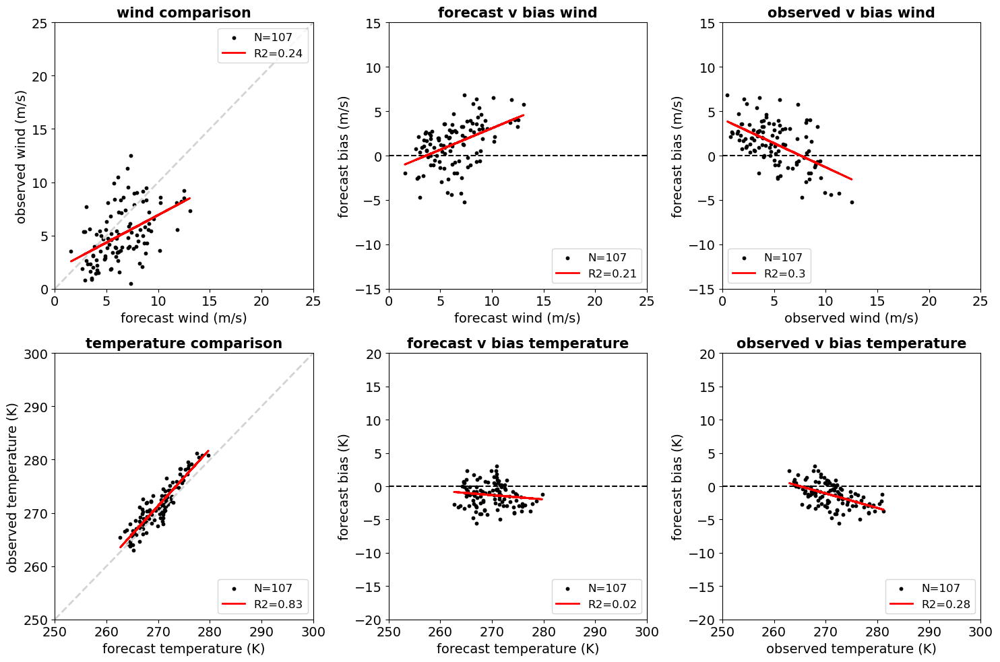 wind comparison
25
20
15
10
5
0
0
5
10
15
20
25
observed wind (m/s)
forecast wind (m/s)
N=107
R2=0.24
forecast v bias wind
15
10
5
0
−5
−10
−15
0
5
10
15
20
25
forecast bias (m/s)
forecast wind (m/s)
N=107
R2=0.21
observed v bias wind
15
10
5
0
−5
−10
−15
0
5
10
15
20
25
forecast bias (m/s)
observed wind (m/s)
N=107
R2=0.3
temperature comparison
300
290
280
270
260
250
250
260
270
280
290
300
observed temperature (K)
forecast temperature (K)
N=107
R2=0.83
forecast v bias temperature
20
15
10
5
0
−5
−10
−15
−20
250
260
270
280
290
300
forecast bias (K)
forecast temperature (K)
N=107
R2=0.02
observed v bias temperature
20
15
10
5
0
−5
−10
−15
−20
250
260
270
280
290
300
forecast bias (K)
observed temperature (K)
N=107
R2=0.28